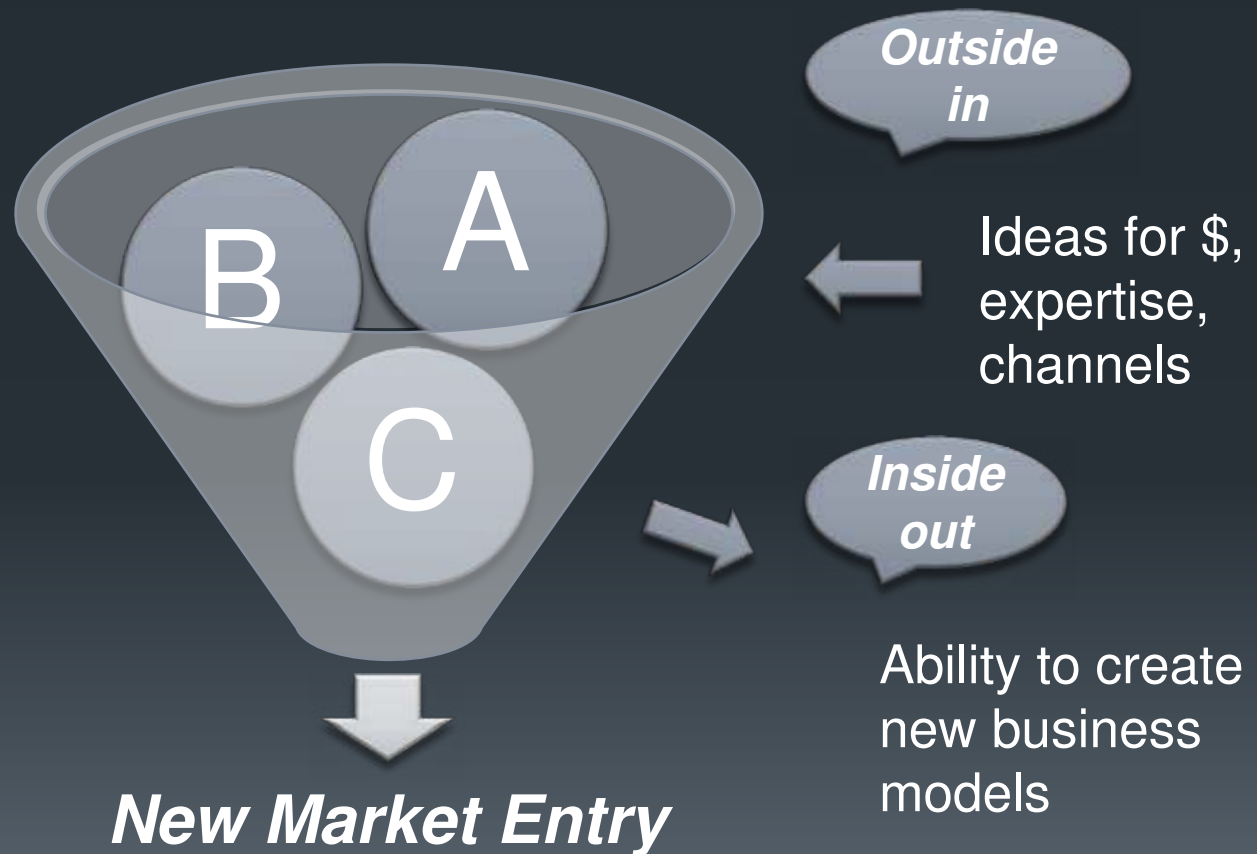 Outside
in
A
B
C
Ideas for $,
expertise,
channels
Inside
out
Ability to create
new business
models
New Market Entry